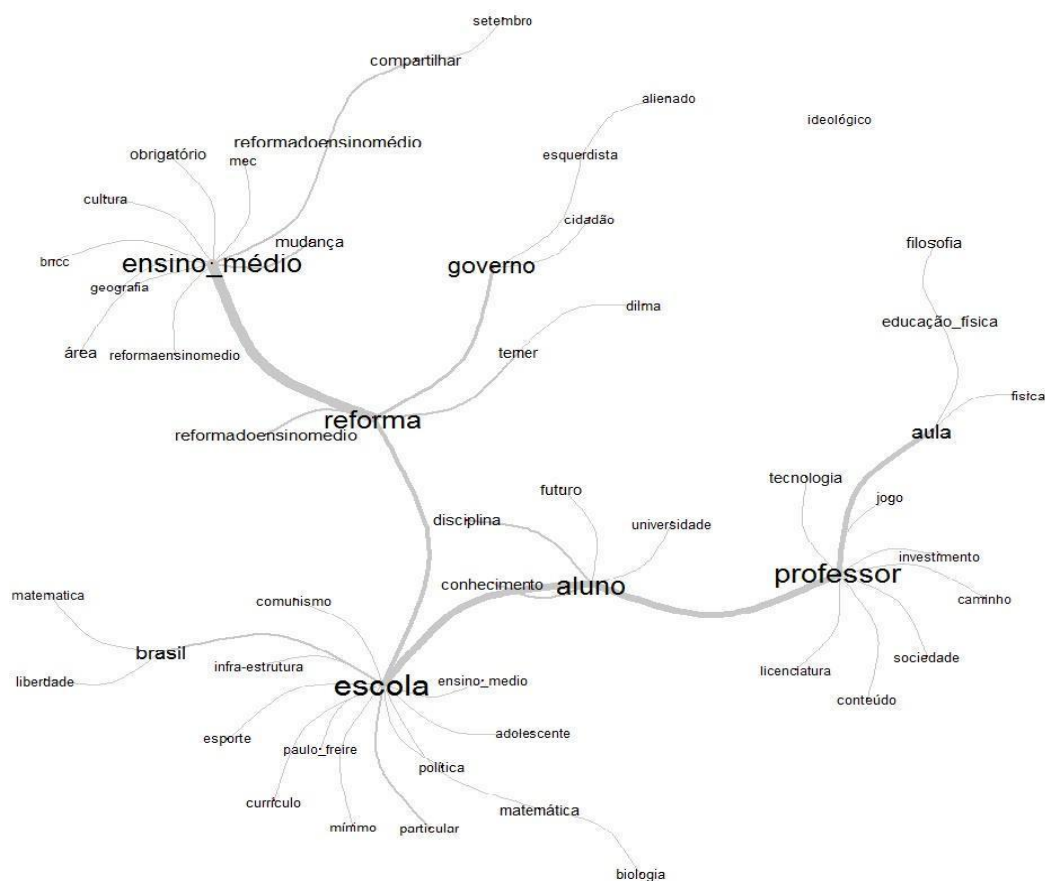 setembro
compartilhar
alienado
ideológico
reformadoensinomédio
obrigatório
mec
esquerdista
cultura
cidadão
mudança
filosofia
bncc
ensino_médio
governo
geografia
dilma
educação_física
área
reformaensinomedio
temer
física
reforma
reformadoensinomedio
aula
tecnologia
futuro
jogo
disciplina
universidade
investimento
professor
conhecimento
aluno
matematica
comunismo
caminho
brasil
infra-estrutura
sociedade
licenciatura
libertade
escola
ensino_medio
conteúdo
esporte
paulo_freire
adolescente
política
currículo
matemática
mínimo
particular
biologia